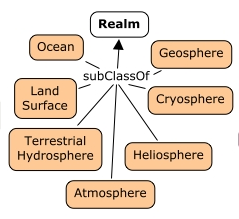 Realm
Ocean
Geosphere
subClassOf
Land
Surface
Cryosphere
Terrestrial
Hydrosphere
Heliosphere
Atmosphere